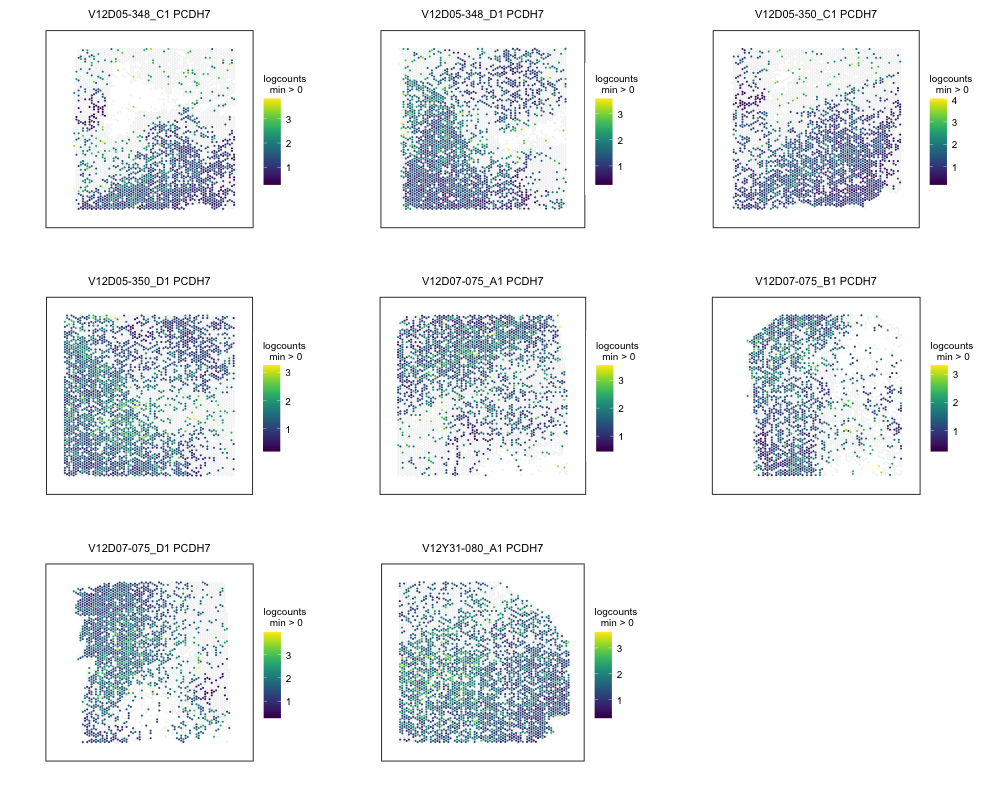 V12D05-348_C1 PCDH7
logcounts
min > 0
3
2
1
V12D05-348_D1 PCDH7
logcounts
min > 0
3
2
1
V12D05-350_C1 PCDH7
logcounts
min > 0
4
3
2
1
V12D05-350_D1 PCDH7
logcounts
min > 0
3
2
1
V12D07-075_A1 PCDH7
logcounts
min > 0
3
2
1
V12D07-075_B1 PCDH7
logcounts
min > 0
3
2
1
V12D07-075_D1 PCDH7
logcounts
min > 0
3
2
1
V12Y31-080_A1 PCDH7
logcounts
min > 0
3
2
1